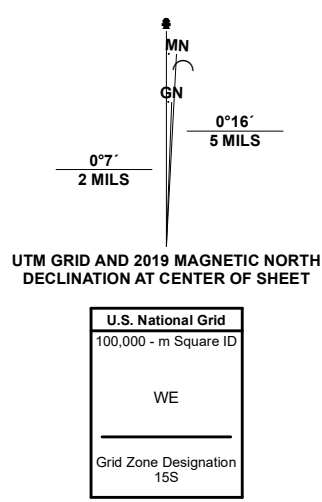 MN
GN
0°16´
5 MILS
0°7´
2 MILS
UTM GRID AND 2019 MAGNETIC NORTH
DECLINATION AT CENTER OF SHEET
U.S. National Grid
100,000 - m Square ID
WE
Grid Zone Designation
15S